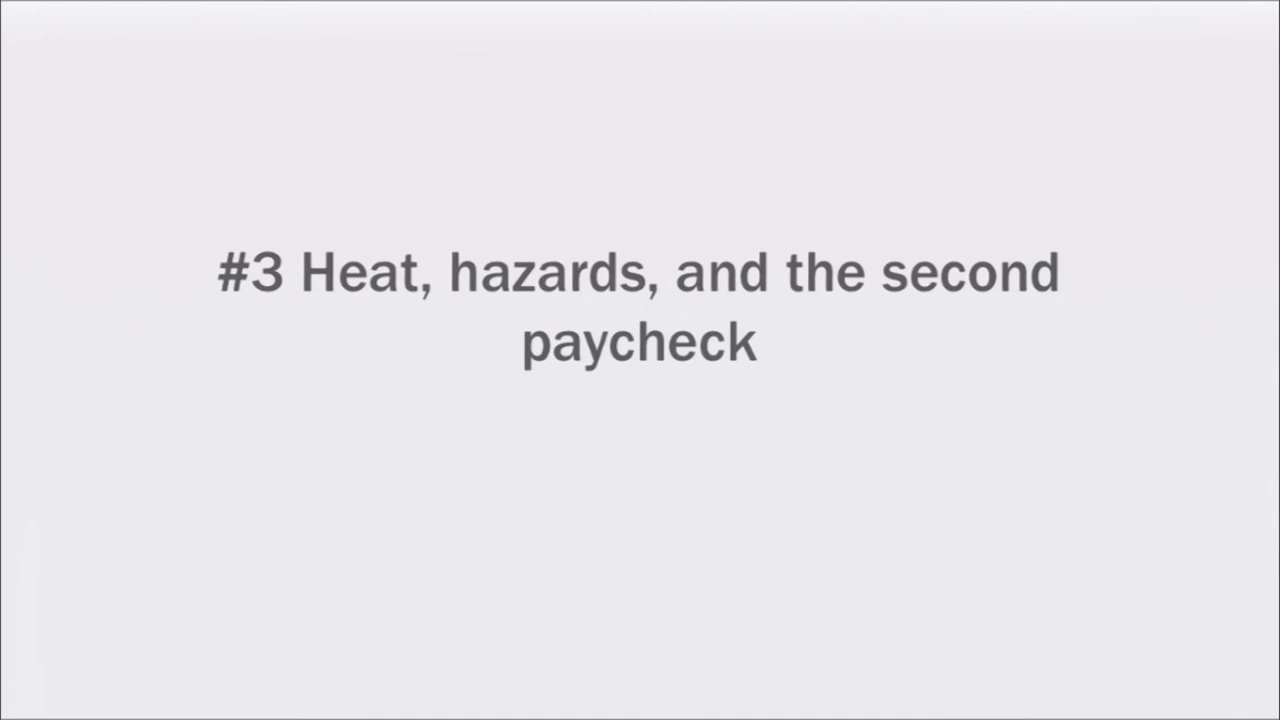 #3 Heat, hazards, and the second
paycheck